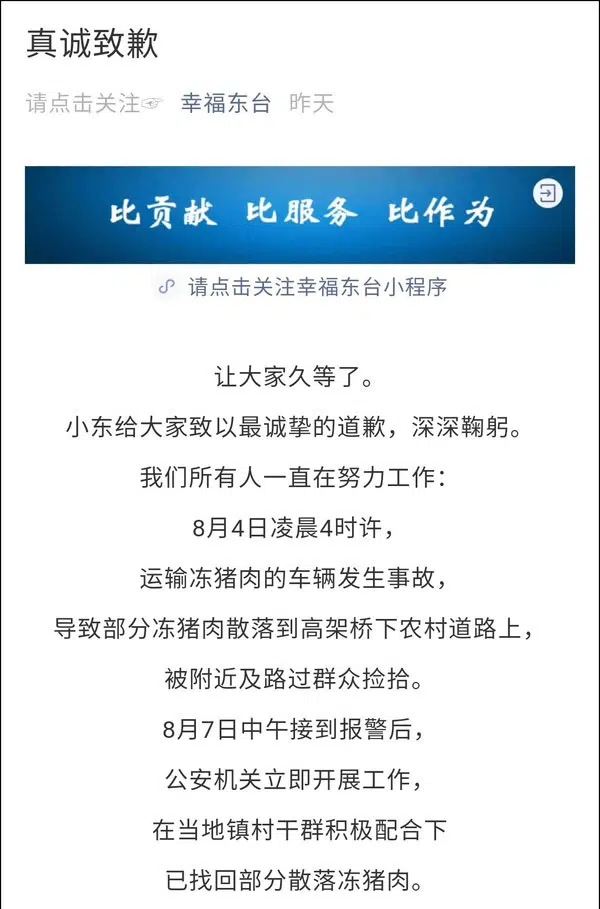 真诚致歉
请点击关注☞ 幸福东台 昨天
比贡献 比服务 比作为
请点击关注幸福东台小程序
让大家久等了。
小东给大家致以最诚挚的道歉，深深鞠躬。
我们所有人一直在努力工作：
8月4日凌晨4时许，
运输冻猪肉的车辆发生事故，
导致部分冻猪肉散落到高架桥下农村道路上，
被附近及路过群众捡拾。
8月7日中午接到报警后，
公安机关立即开展工作，
在当地镇村干群积极配合下
已找回部分散落冻猪肉。